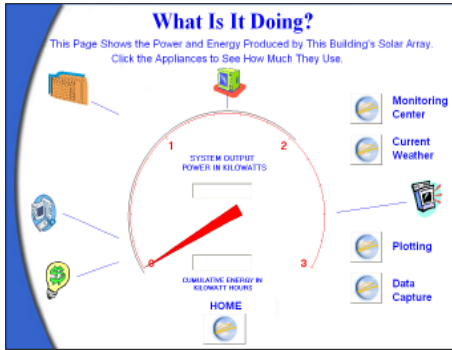 What Is It Doing?
This Page Shows the Power and Energy Produced by This Building's Solar Array.
Click the Appliances to See How Much They Use.
Monitoring
Center
1
2
Current
Weather
SYSTEM OUTPUT
POWER IN KILOWATTS
Plotting
0
3
CUMULATIVE ENERGY IN
KILOWATT HOURS
Data
Capture
HOME